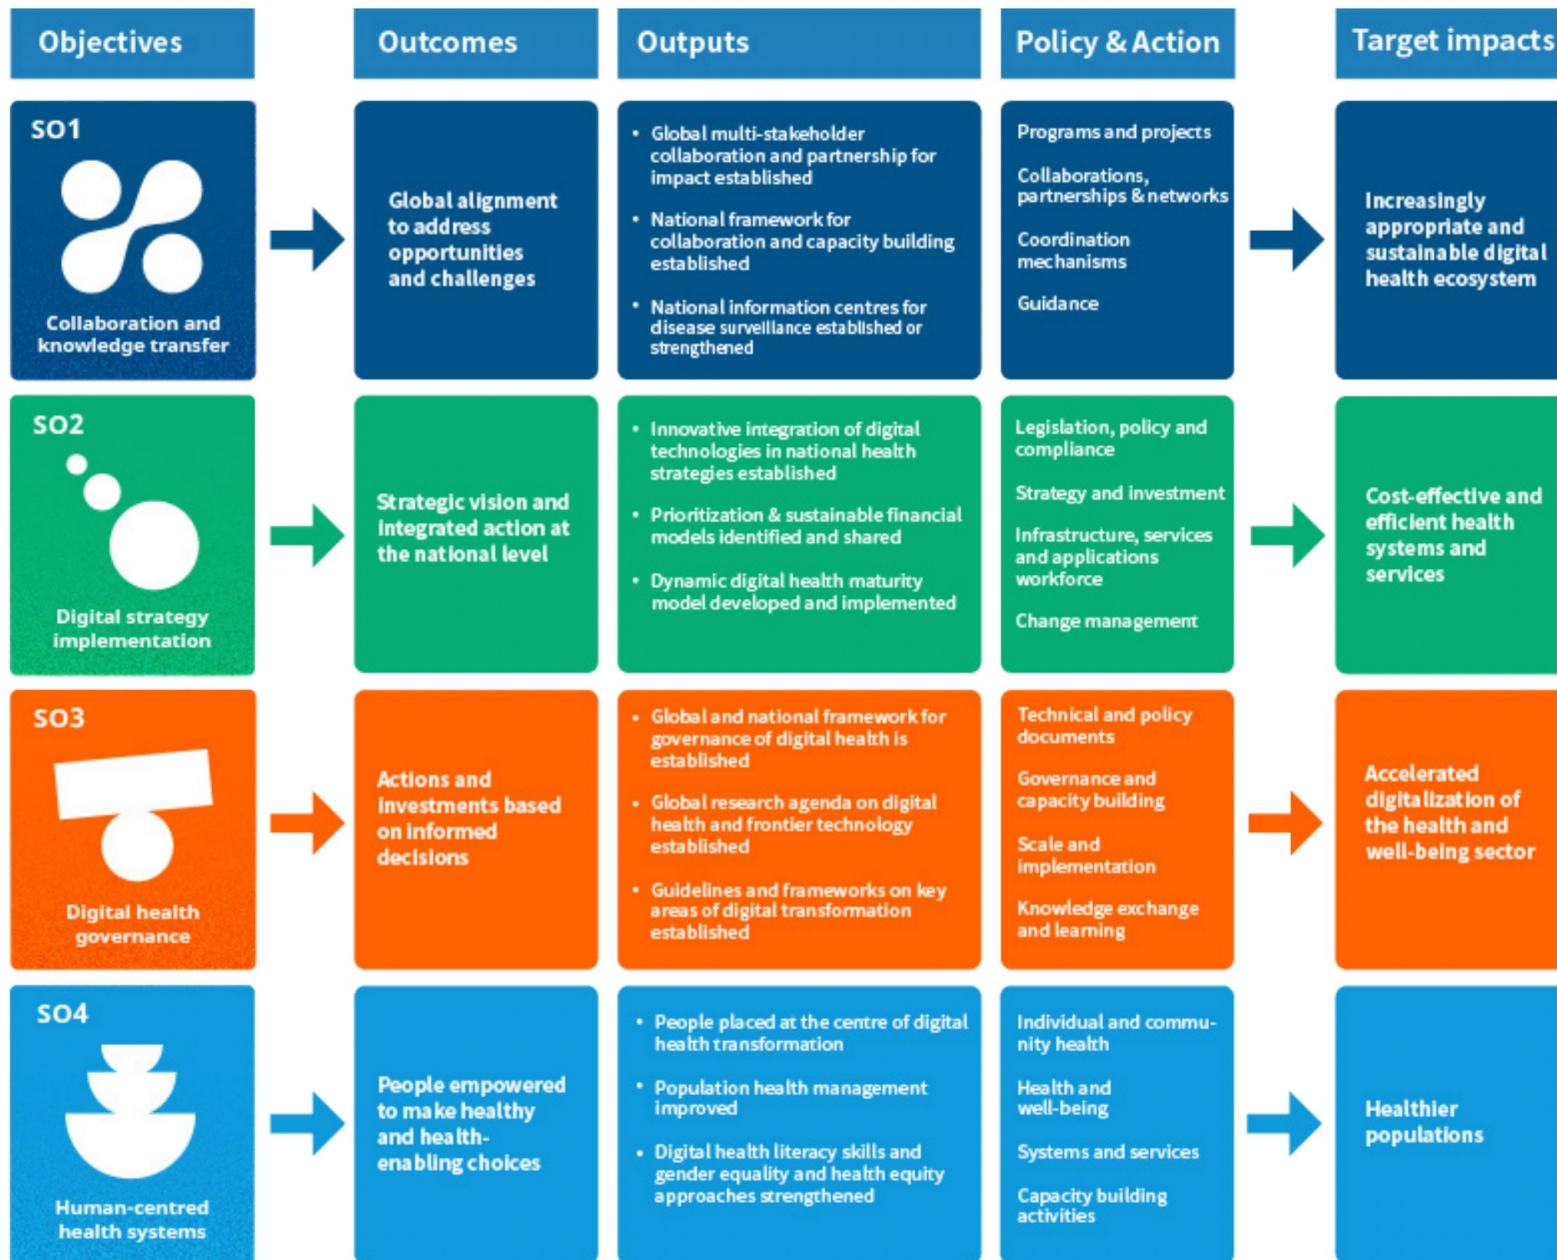 Objectives
Outcomes
Outputs
Policy & Action
Target impacts
SO1
Collaboration and
knowledge transfer
Global alignment
to address
opportunities
and challenges
• Global multi-stakeholder
collaboration and partnership for
impact established
• National framework for
collaboration and capacity building
established
• National information centres for
disease surveillance established or
strengthened
Programs and projects
Collaborations,
partnerships & networks
Coordination
mechanisms
Guidance
Increasingly
appropriate and
sustainable digital
health ecosystem
SO2
Digital strategy
implementation
Strategic vision and
integrated action at
the national level
• Innovative integration of digital
technologies in national health
strategies established
• Prioritization & sustainable financial
models identified and shared
• Dynamic digital health maturity
model developed and implemented
Legislation, policy and
compliance
Strategy and investment
Infrastructure, services
and applications
workforce
Change management
Cost-effective and
efficient health
systems and
services
SO3
Digital health
governance
Actions and
investments based
on informed
decisions
• Global and national framework for
governance of digital health is
established
• Global research agenda on digital
health and frontier technology
established
• Guidelines and frameworks on key
areas of digital transformation
established
Technical and policy
documents
Governance and
capacity building
Scale and
implementation
Knowledge exchange
and learning
Accelerated
digitalization of
the health and
well-being sector
SO4
Human-centred
health systems
People empowered
to make healthy
and health-
enabling choices
• People placed at the centre of digital
health transformation
• Population health management
improved
• Digital health literacy skills and
gender equality and health equity
approaches strengthened
Individual and commu-
nity health
Health and
well-being
Systems and services
Capacity building
activities
Healthier
populations